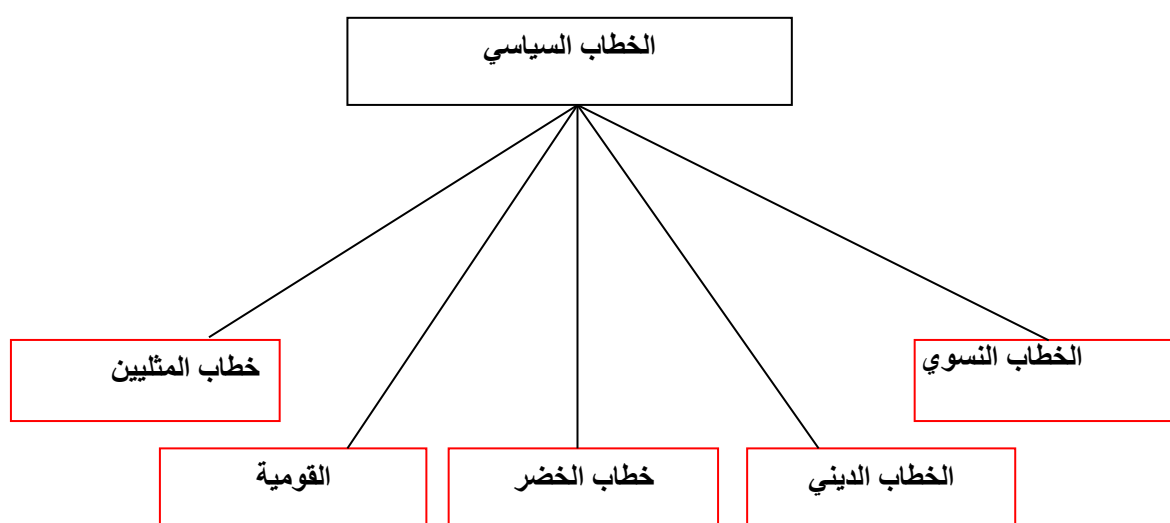 الخطاب السياسي
الخطاب النسوي
خطاب المثليين
الخطاب الديني
خطاب الخضر
القومية